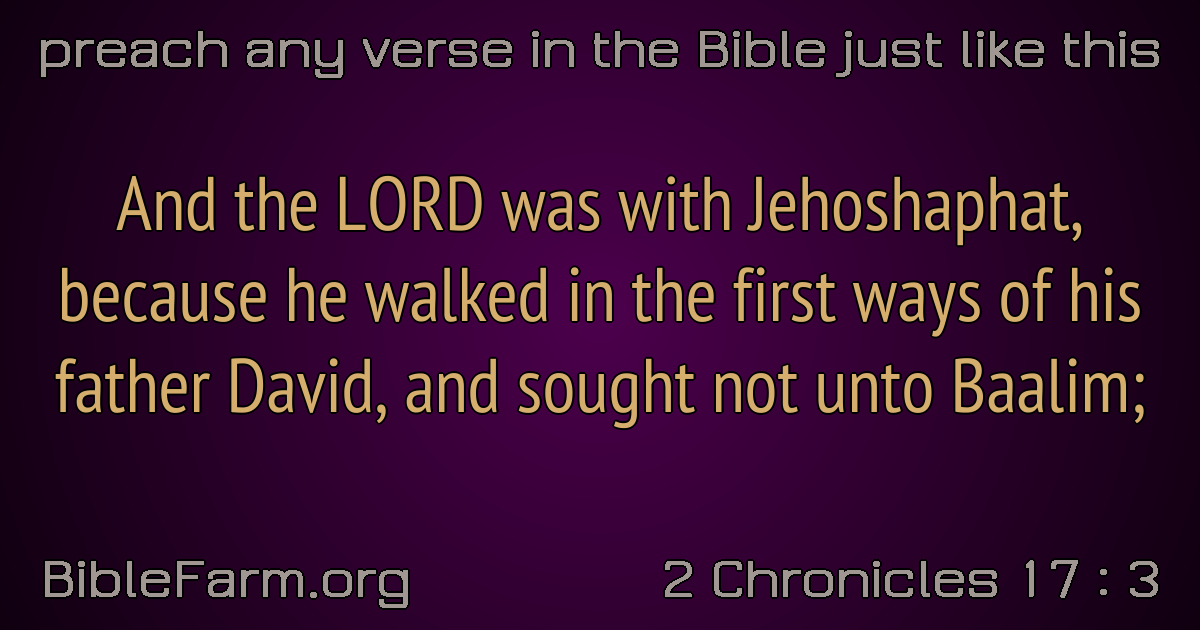 preach any verse in the Bible just like this
And the LORD was with Jehoshaphat,
because he walked in the first ways of his
father David, and sought not unto Baalim;
BibleFarm.org
2 Chronicles 17 : 3